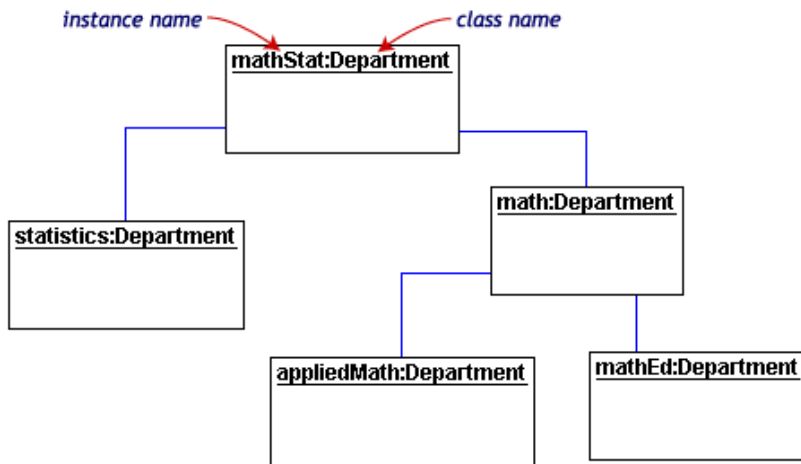 instance name
class name
mathStat:Department
math:Department
statistics:Department
appliedMath:Department
mathEd:Department